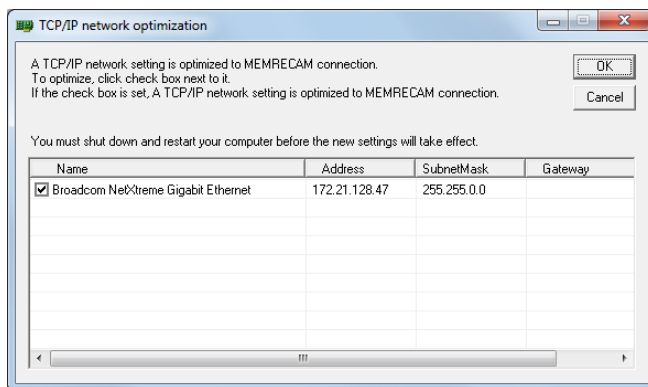 TCP/IP network optimization
A TCP/IP network setting is optimized to MEMRECAM connection.
To optimize, click check box next to it.
If the check box is set, A TCP/IP network setting is optimized to MEMRECAM connection.
OK
Cancel
You must shut down and restart your computer before the new settings will take effect.
Name Address SubnetMask Gateway
Broadcom NetXtreme Gigabit Ethernet 172.21.128.47 255.255.0.0